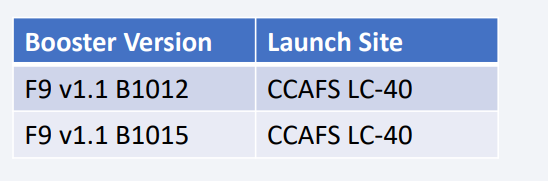 Booster Version Launch Site
F9 v1.1 B1012 CCAFS LC-40
F9 v1.1 B1015 CCAFS LC-40